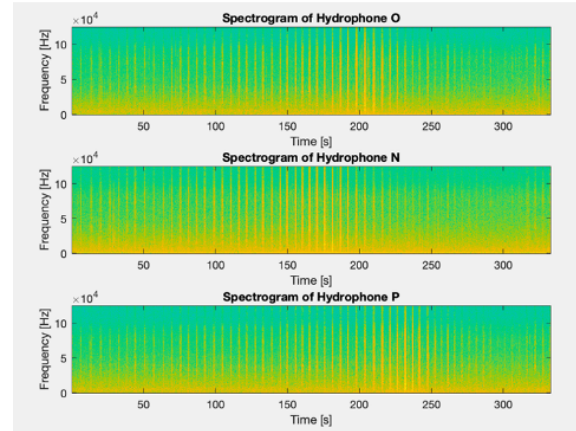 Spectrogram of Hydrophone O
×10⁴
10
5
0
Frequency [Hz]
50 100 150 200 250 300
Time [s]
Spectrogram of Hydrophone N
×10⁴
10
5
0
Frequency [Hz]
50 100 150 200 250 300
Time [s]
Spectrogram of Hydrophone P
×10⁴
10
5
0
Frequency [Hz]
50 100 150 200 250 300
Time [s]